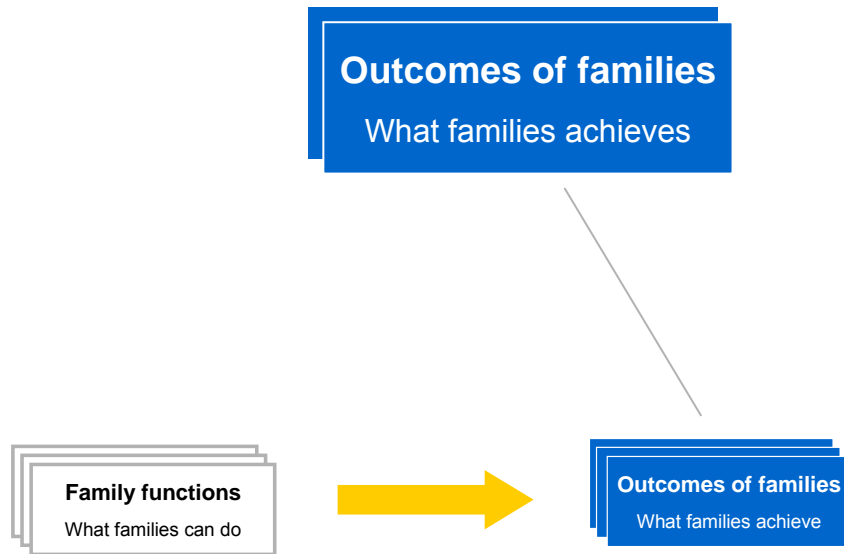 Outcomes of families
What families achieves
Family functions
What families can do
Outcomes of families
What families achieve